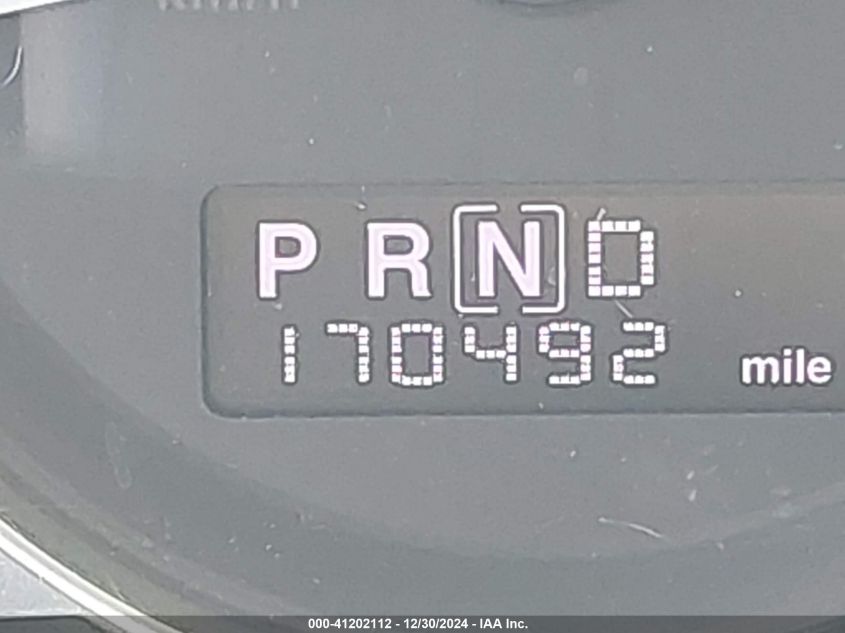 P R [N] D
170492 mile
000-41202112 - 12/30/2024 - IAA Inc.